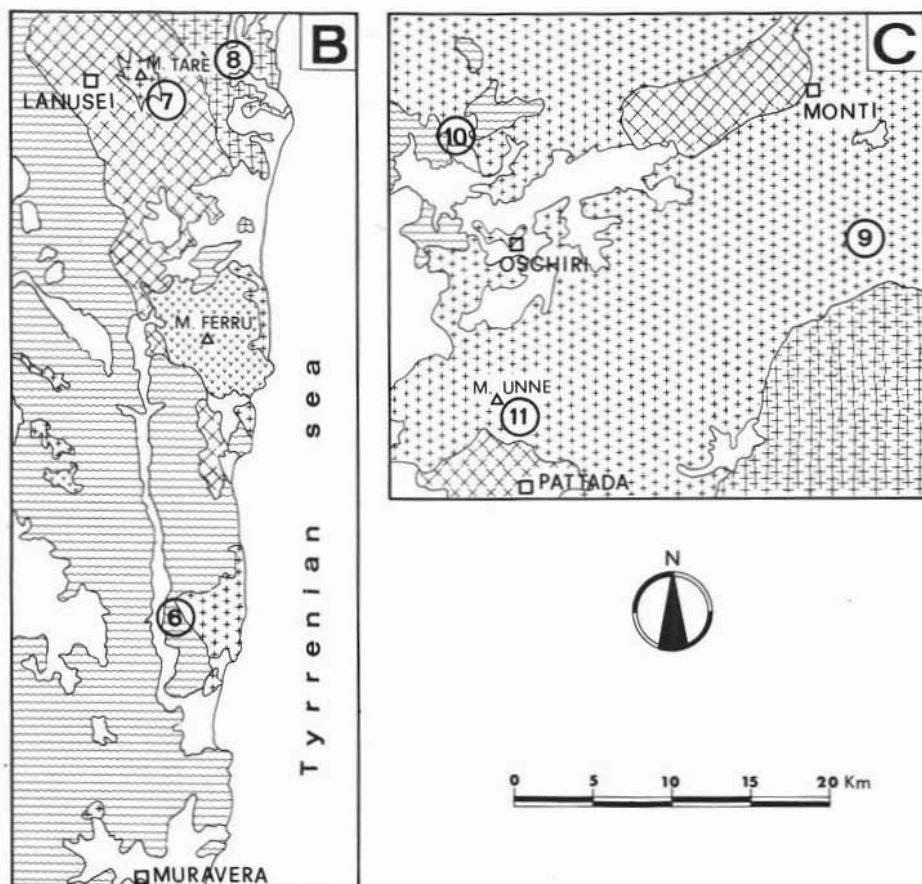 B
8
M. TARÈ
LANUSEI
7
M. FERRU
Tyrrenian sea
6
MURAVERA
C
MONTI
10
9
OSCHIRI
M. UNNE
11
PATTADA
N
0 5 10 15 20 Km